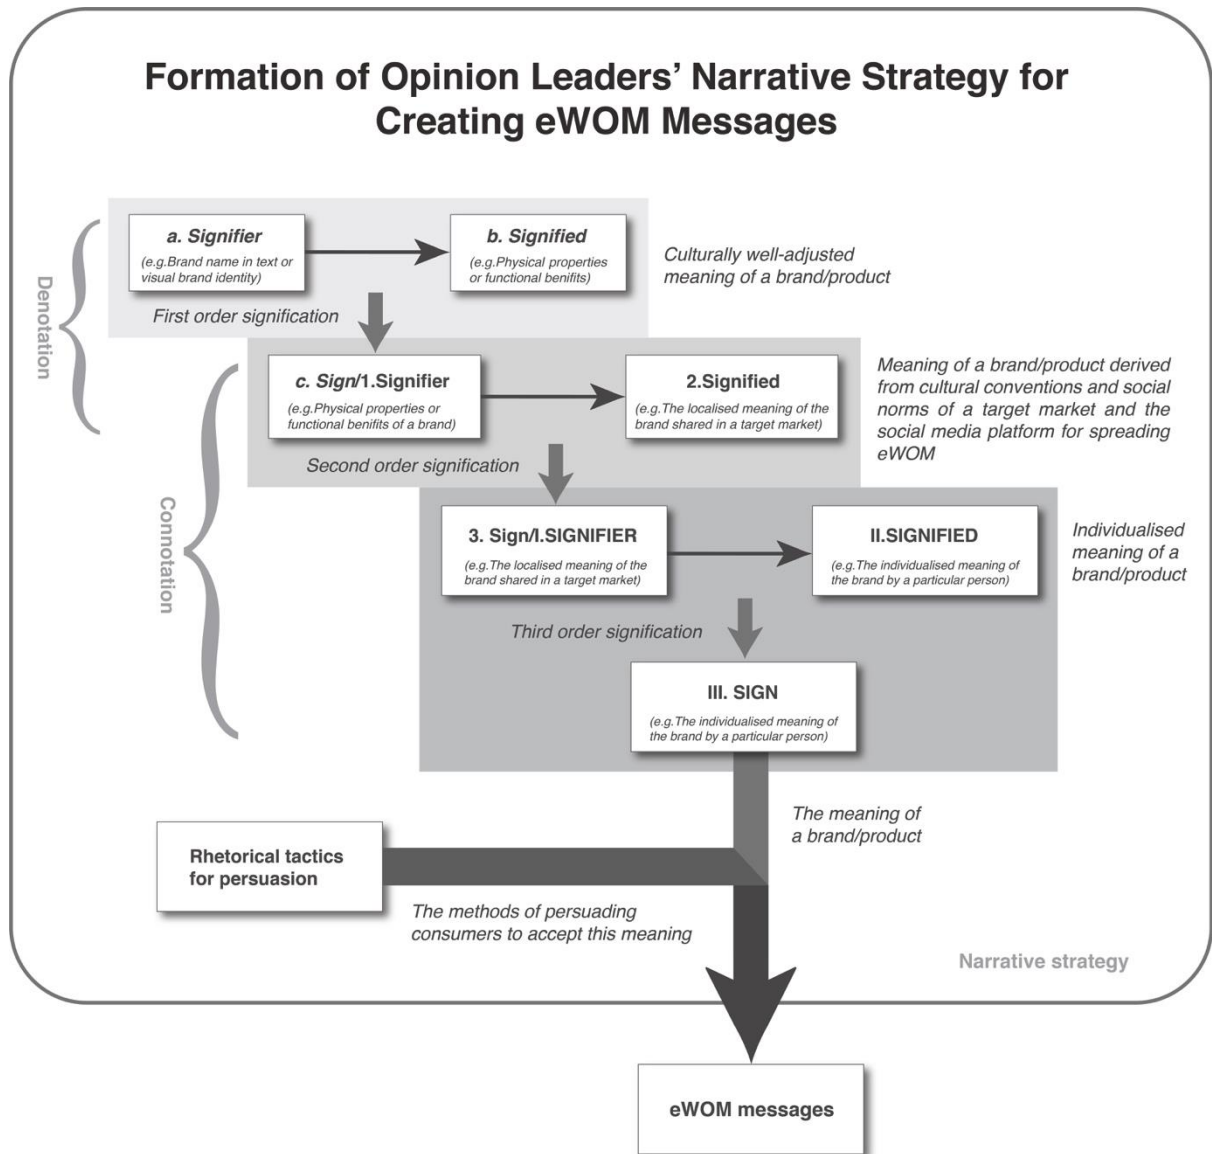 Formation of Opinion Leaders’ Narrative Strategy for
Creating eWOM Messages
Denotation
a. Signifier
(e.g.Brand name in text or
visual brand identity)
b. Signified
(e.g.Physical properties
or functional benifits)
Culturally well-adjusted
meaning of a brand/product
First order signification
Connotation
c. Sign/1.Signifier
(e.g.Physical properties or
functional benifits of a brand)
2.Signified
(e.g.The localised meaning of the
brand shared in a target market)
Meaning of a brand/product derived
from cultural conventions and social
norms of a target market and the
social media platform for spreading
eWOM
Second order signification
3. Sign/I.SIGNIFIER
(e.g.The localised meaning of the
brand shared in a target market)
II.SIGNIFIED
(e.g.The individualised meaning of
the brand by a particular person)
Individualised
meaning of a
brand/product
Third order signification
III. SIGN
(e.g.The individualised meaning of
the brand by a particular person)
The meaning of
a brand/product
Rhetorical tactics
for persuasion
The methods of persuading
consumers to accept this meaning
Narrative strategy
eWOM messages